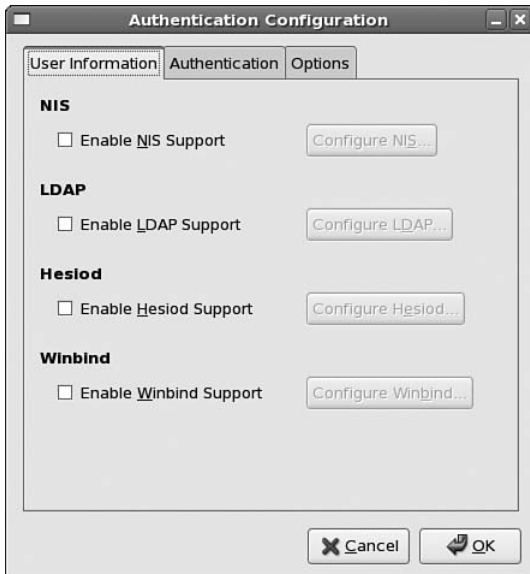 Authentication Configuration
User Information Authentication Options
NIS
Enable NIS Support Configure NIS...
LDAP
Enable LDAP Support Configure LDAP...
Hesiod
Enable Hesiod Support Configure Hesiod...
Winbind
Enable Winbind Support Configure Winbind...
Cancel OK